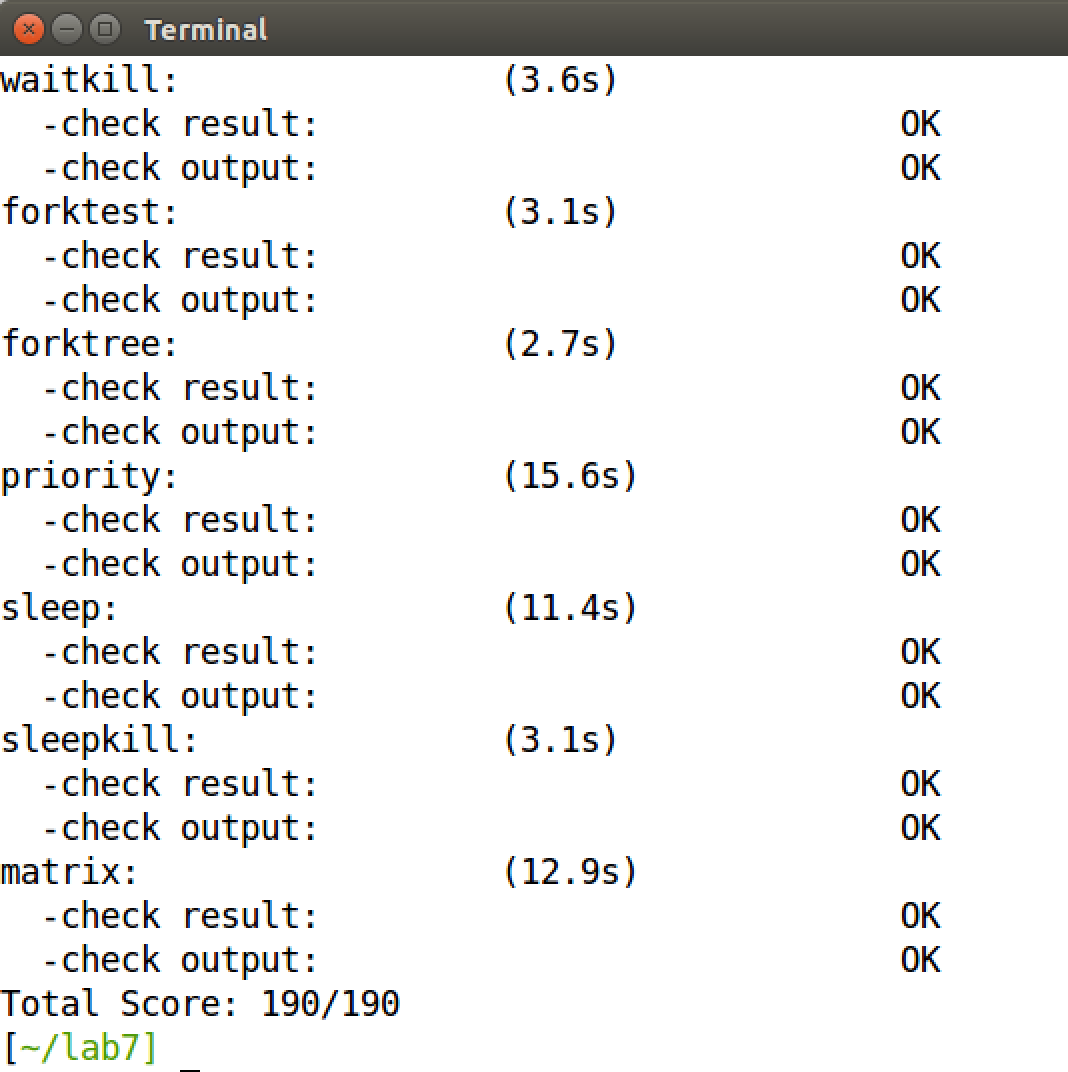 Terminal
waitkill: (3.6s)
-check result: OK
-check output: OK
forktest: (3.1s)
-check result: OK
-check output: OK
forktree: (2.7s)
-check result: OK
-check output: OK
priority: (15.6s)
-check result: OK
-check output: OK
sleep: (11.4s)
-check result: OK
-check output: OK
sleepkill: (3.1s)
-check result: OK
-check output: OK
matrix: (12.9s)
-check result: OK
-check output: OK
Total Score: 190/190
[~/lab7] _